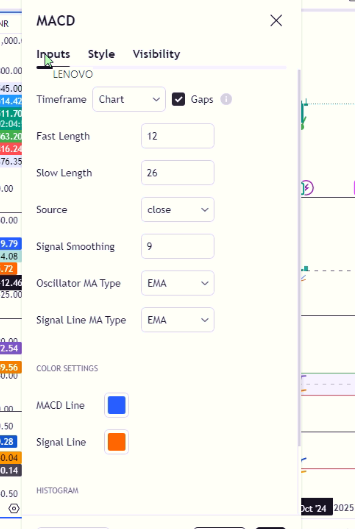 MACD
Inputs Style Visibility
LENOVO
Timeframe Chart Gaps
Fast Length 12
Slow Length 26
Source close
Signal Smoothing 9
Oscillator MA Type EMA
Signal Line MA Type EMA
COLOR SETTINGS
MACD Line
Signal Line
HISTOGRAM
Oct '24 2025